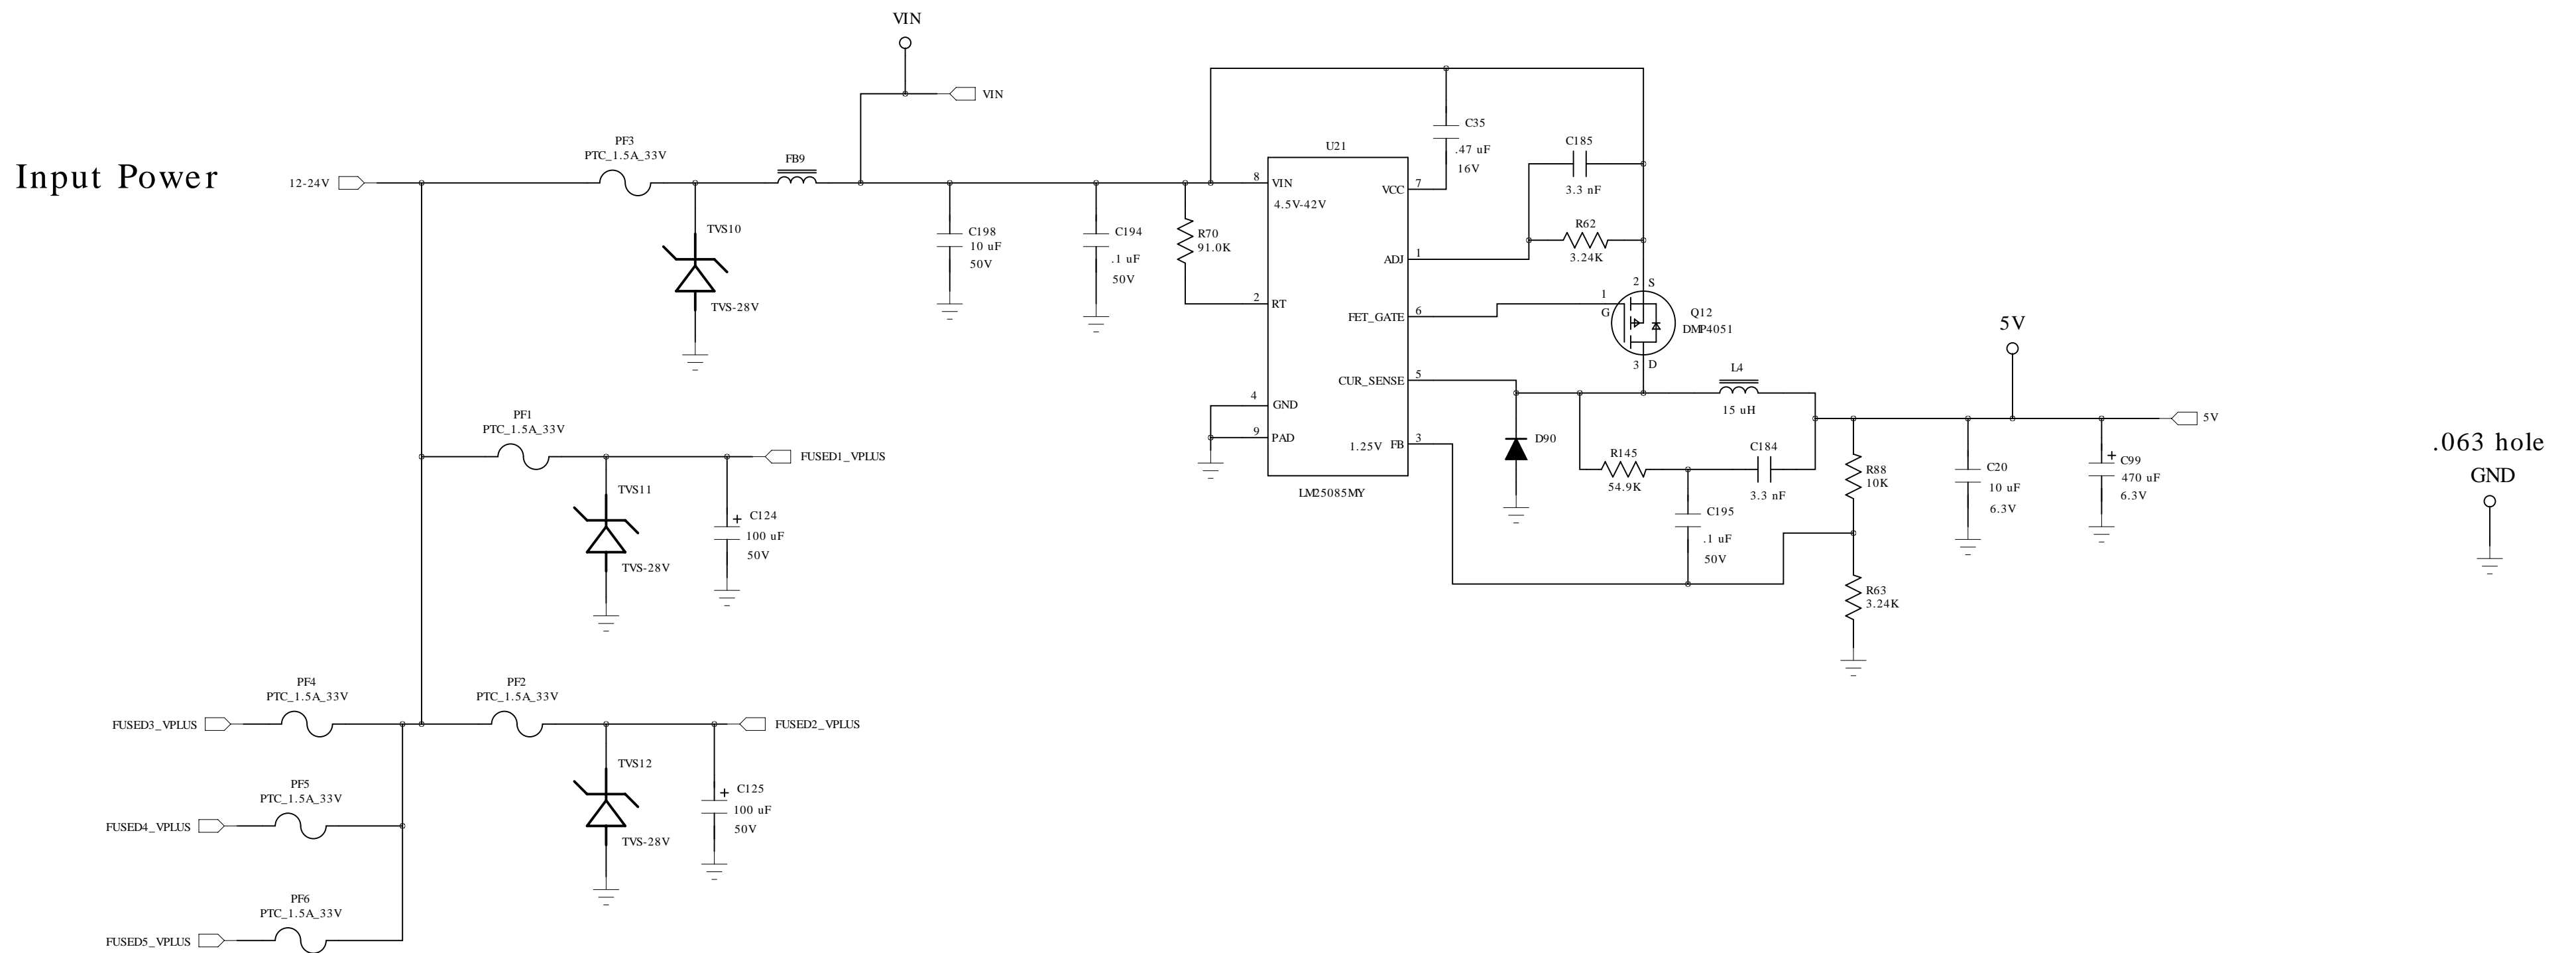 VIN
VIN
Input Power
12-24V
PF3
PTC_1.5A_33V
FB9
TVS10
TVS-28V
C198
10 uF
50V
C194
.1 uF
50V
R70
91.0K
U21
8
VIN
4.5V-42V
2
RT
4
GND
9
PAD
VCC
7
ADJ
1
FET_GATE
6
CUR_SENSE
5
1.25V FB
3
LM25085MY
C35
.47 uF
16V
C185
3.3 nF
R62
3.24K
2
S
1
G
Q12
DMP4051
3
D
L4
15 uH
D90
R145
54.9K
C184
3.3 nF
C195
.1 uF
50V
R88
10K
R63
3.24K
5V
C20
10 uF
6.3V
+
C99
470 uF
6.3V
5V
.063 hole
GND
PF1
PTC_1.5A_33V
FUSED1_VPLUS
TVS11
TVS-28V
+
C124
100 uF
50V
PF4
PTC_1.5A_33V
FUSED3_VPLUS
PF2
PTC_1.5A_33V
FUSED2_VPLUS
TVS12
TVS-28V
+
C125
100 uF
50V
PF5
PTC_1.5A_33V
FUSED4_VPLUS
PF6
PTC_1.5A_33V
FUSED5_VPLUS